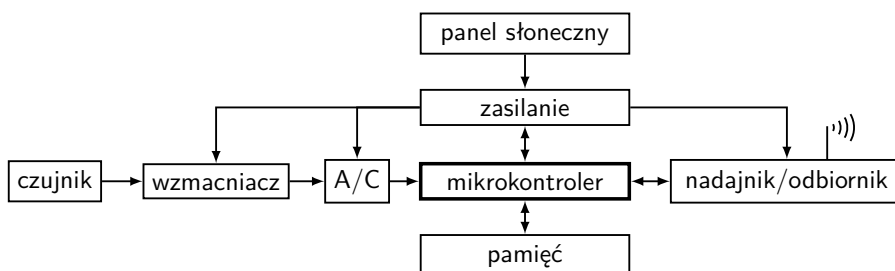 panel słoneczny
zasilanie
czujnik
wzmacniacz
A/C
mikrokontroler
nadajnik/odbiornik
pamięć